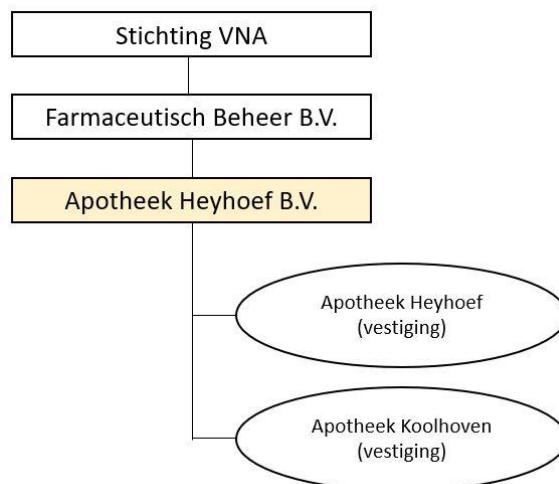 Stichting VNA
Farmaceutisch Beheer B.V.
Apotheek Heyhoef B.V.
Apotheek Heyhoef
(vestiging)
Apotheek Koolhoven
(vestiging)